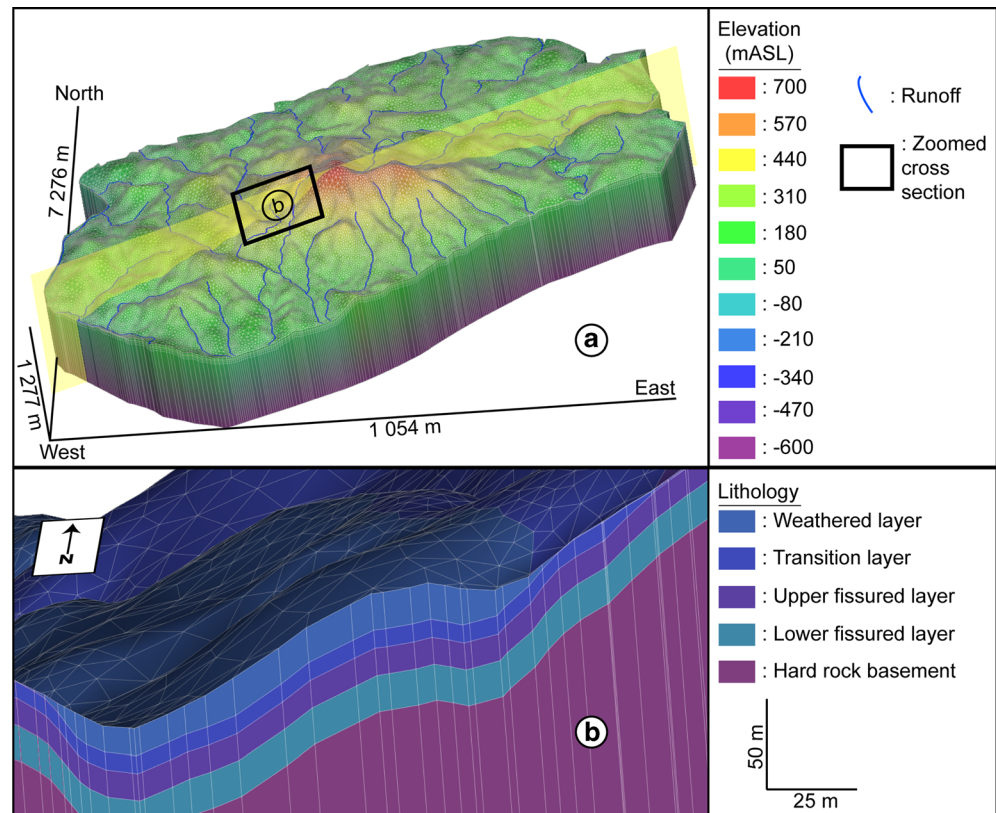 North
7 276 m
b
a
1 277 m
West
1 054 m
East
Elevation
(mASL)
: 700
: 570
: 440
: 310
: 180
: 50
: -80
: -210
: -340
: -470
: -600
: Runoff
: Zoomed
cross
section
N
b
Lithology
: Weathered layer
: Transition layer
: Upper fissured layer
: Lower fissured layer
: Hard rock basement
50 m
25 m